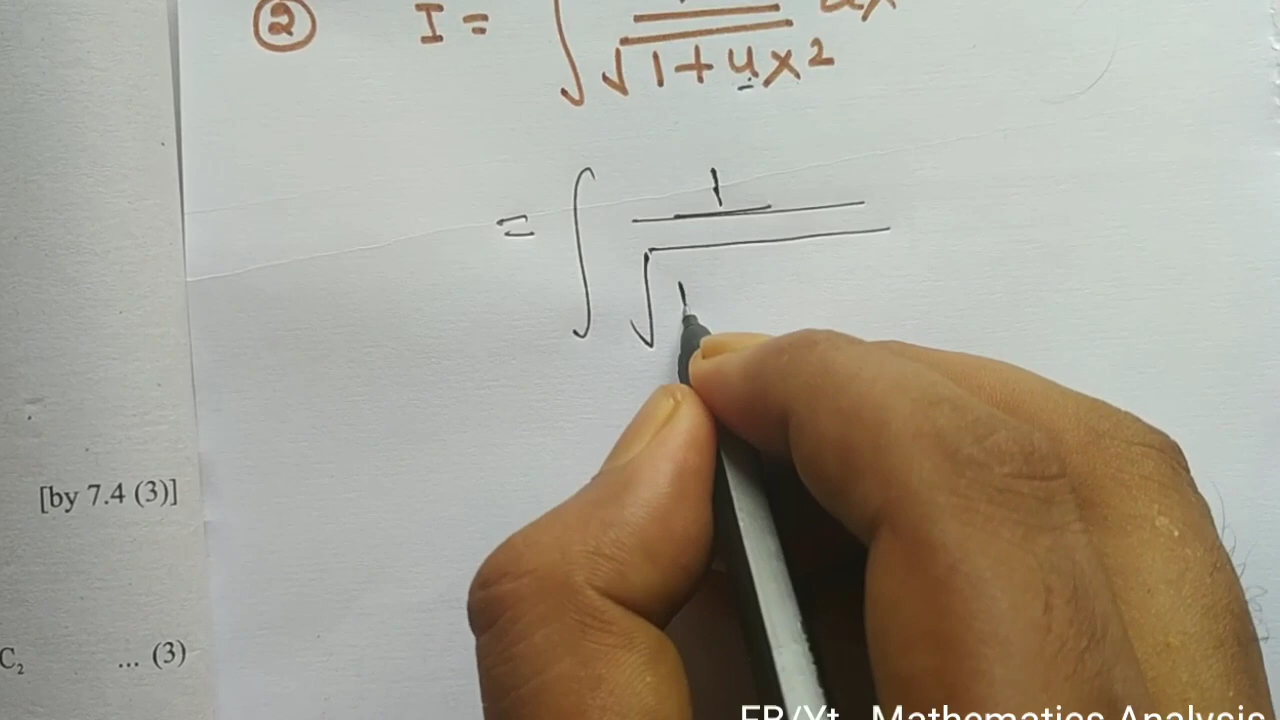 ② I = ∫ 1/√1+4x2 dx
= ∫ 1/√1
[by 7.4 (3)]
C₂ ... (3)
FB/Yt - Mathematics Analysis